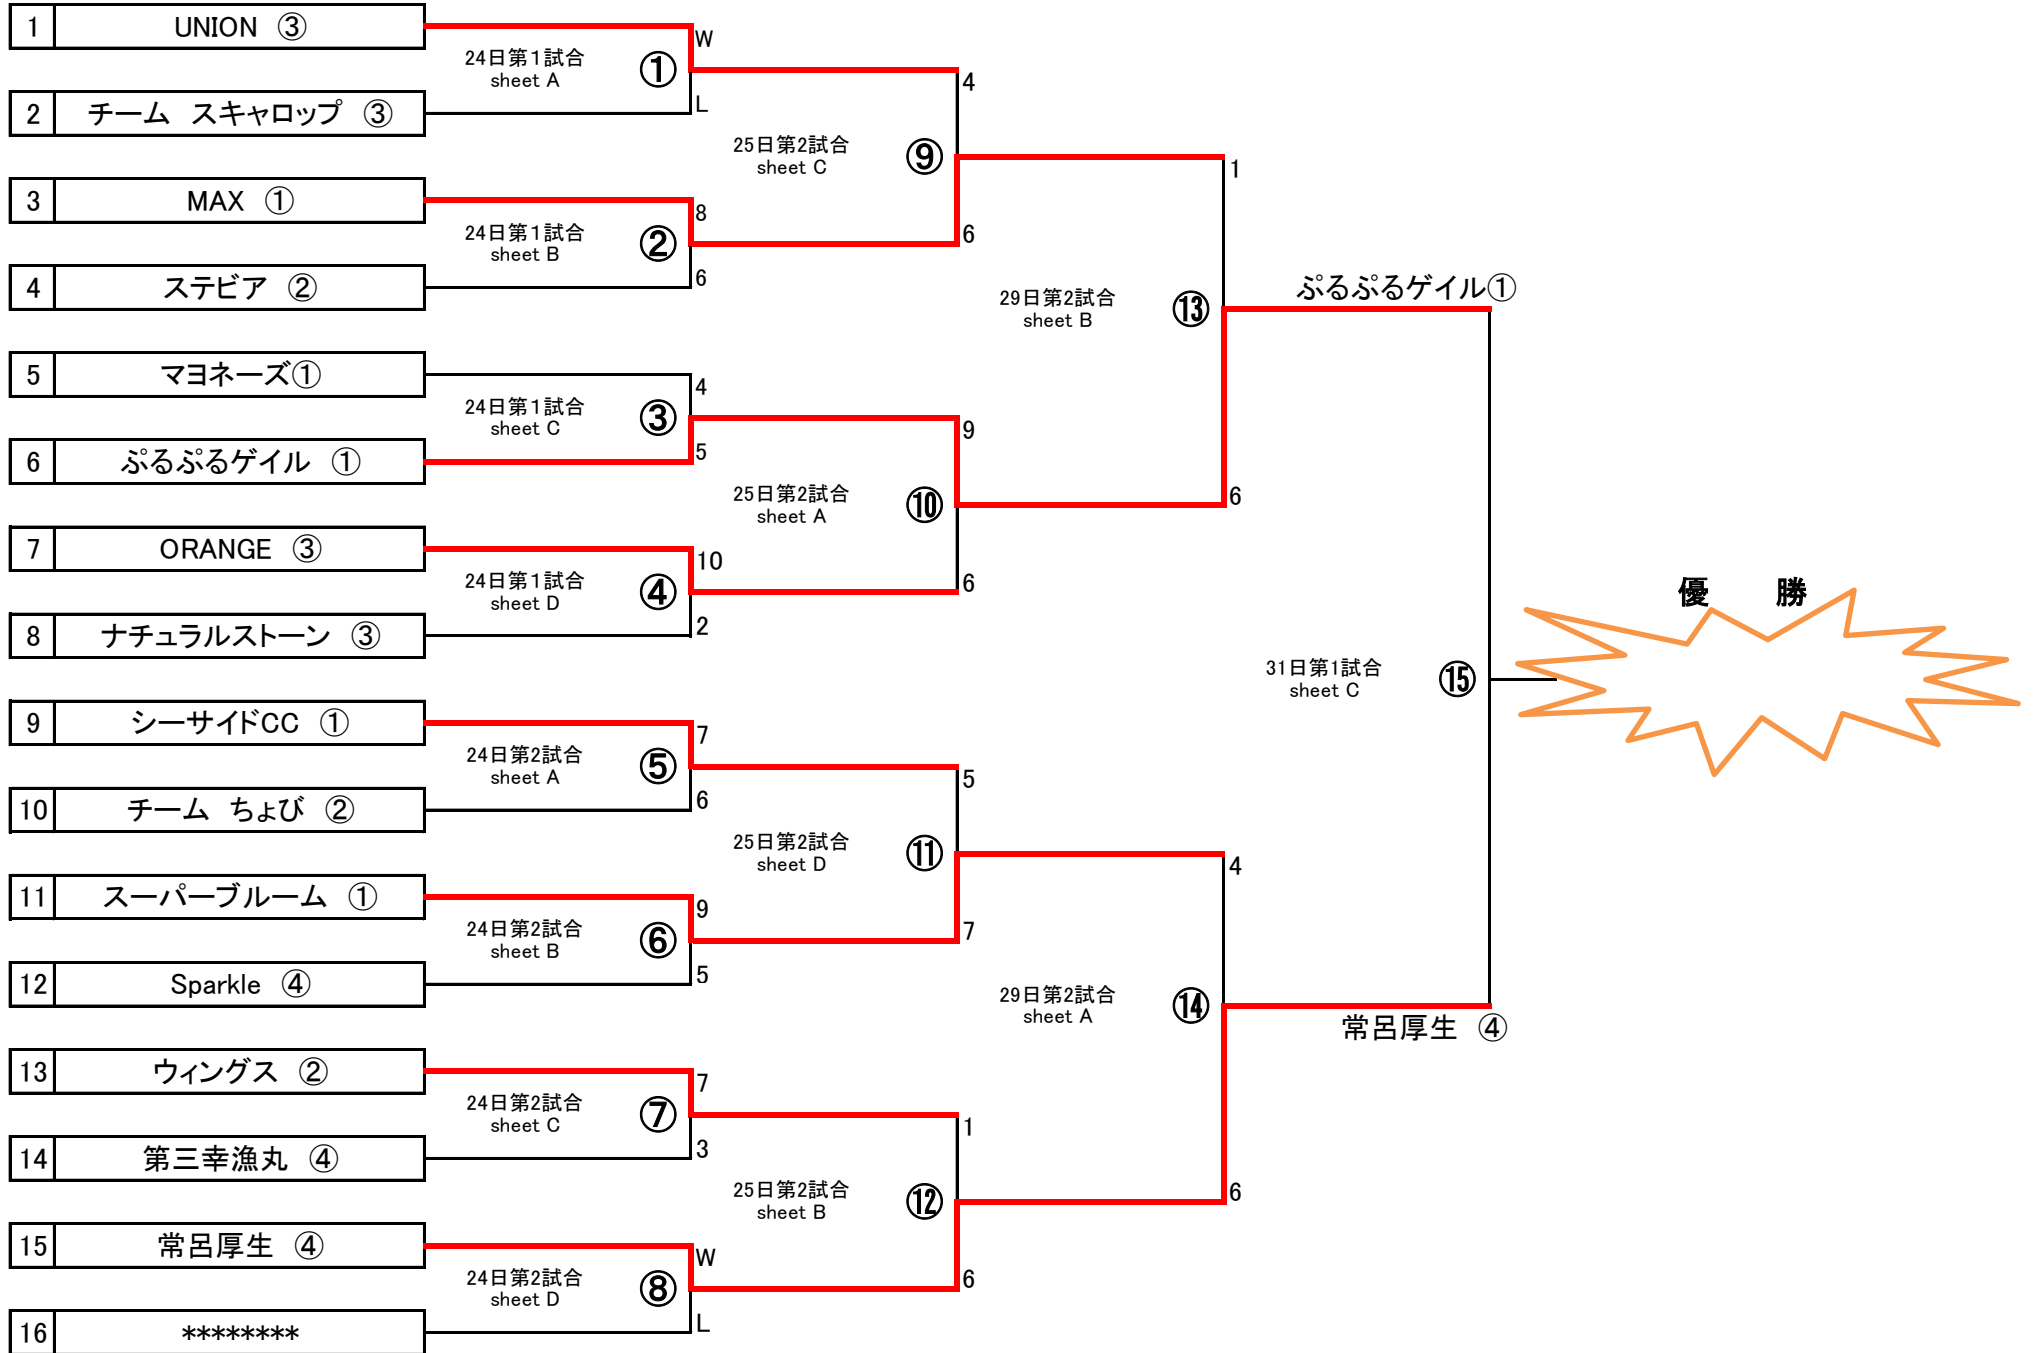 1 UNION ③
24日第1試合
sheet A
①
W
L
2 チーム スキャロップ ③
25日第2試合
sheet C
⑨
4
6
3 MAX ①
24日第1試合
sheet B
②
8
6
4 ステビア ②
29日第2試合
sheet B
⑬
1
6
ぷるぷるゲイル①
5 マヨネーズ①
24日第1試合
sheet C
③
4
5
6 ぷるぷるゲイル ①
25日第2試合
sheet A
⑩
9
6
7 ORANGE ③
24日第1試合
sheet D
④
10
2
8 ナチュラルストーン ③
31日第1試合
sheet C
⑮
優 勝
9 シーサイドCC ①
24日第2試合
sheet A
⑤
7
6
10 チーム ちょび ②
25日第2試合
sheet D
⑪
5
7
11 スーパーブルーム ①
24日第2試合
sheet B
⑥
9
5
12 Sparkle ④
29日第2試合
sheet A
⑭
4
6
常呂厚生 ④
13 ウィングス ②
24日第2試合
sheet C
⑦
7
3
14 第三幸漁丸 ④
25日第2試合
sheet B
⑫
1
6
15 常呂厚生 ④
24日第2試合
sheet D
⑧
W
L
16 ********